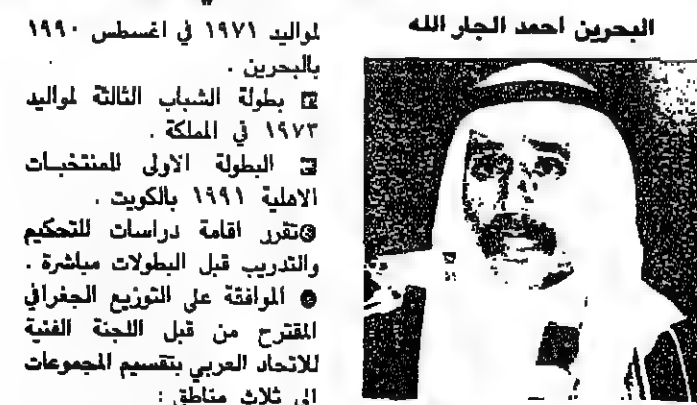 البحرين احمد الجار الله
لمواليد ١٩٧١ في اغسطس ١٩٩٠
بالبحرين .
بطولة الشباب الثالثة لمواليد
١٩٧٣ في المملكة .
البطولة الاولى للمنتخبات
الاهلية ١٩٩١ بالكويت .
تقرر اقامة دراسات للتحكيم
والتدريب قبل البطولات مباشرة .
الموافقة على التوزيع الجغرافي
المقترح من قبل اللجنة الفنية
للاتحاد العربي بتقسيم المجموعات
الى ثلاث مناطق :